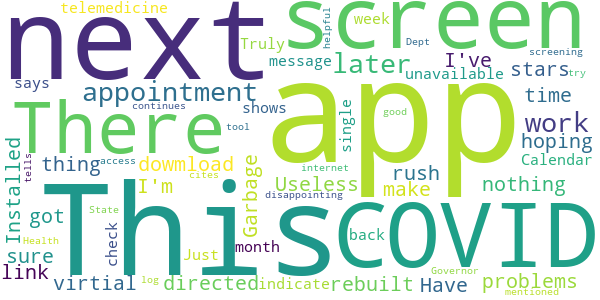 telemedicine
next
screen
helpful
Dept
Truly
week
screening
message
I've
says
later
unavailable
stars
try
appointment
continues
shows
There
app
time
tool
good
single
work
hoping
Installed
tells
thing
access
download
Garbage
internet
rush
Calendar
cites
Useless
nothing
This
I'm
make
disappointing
COVID
got
State
Just
back
sure
check
month
Governor
Health
link
virtial
log
directed
indicate
rebuilt
Have
problems
mentioned